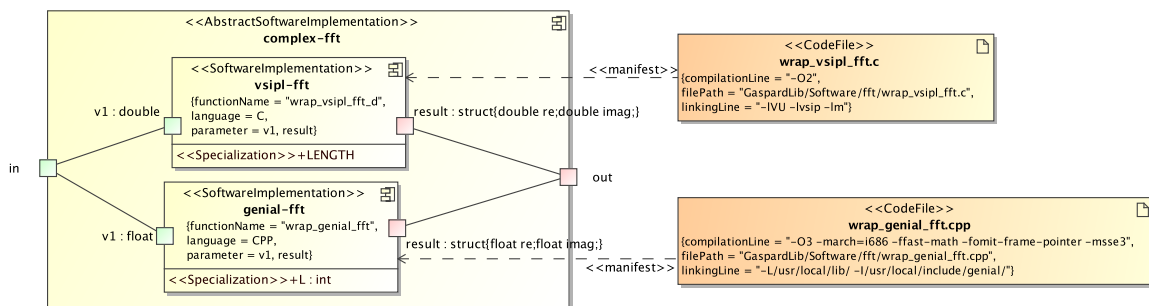 <<AbstractSoftwareImplementation>>
complex-fft
<<SoftwareImplementation>>
vsipl-fft
{functionName = "wrap_vsipl_fft_d",
language = C,
parameter = v1, result}
<<Specialization>>+LENGTH
v1 : double
result : struct{double re;double imag;}
in
out
<<SoftwareImplementation>>
genial-fft
{functionName = "wrap_genial_fft",
language = CPP,
parameter = v1, result}
<<Specialization>>+L : int
v1 : float
result : struct{float re;float imag;}
<<manifest>>
<<CodeFile>>
wrap_vsipl_fft.c
{compilationLine = "-O2",
filePath = "GaspardLib/Software/fft/wrap_vsipl_fft.c",
linkingLine = "-lVU -lvsip -lm"}
<<manifest>>
<<CodeFile>>
wrap_genial_fft.cpp
{compilationLine = "-O3 -march=i686 -ffast-math -fomit-frame-pointer -msse3",
filePath = "GaspardLib/Software/fft/wrap_genial_fft.cpp",
linkingLine = "-L/usr/local/lib/ -I/usr/local/include/genial/"}